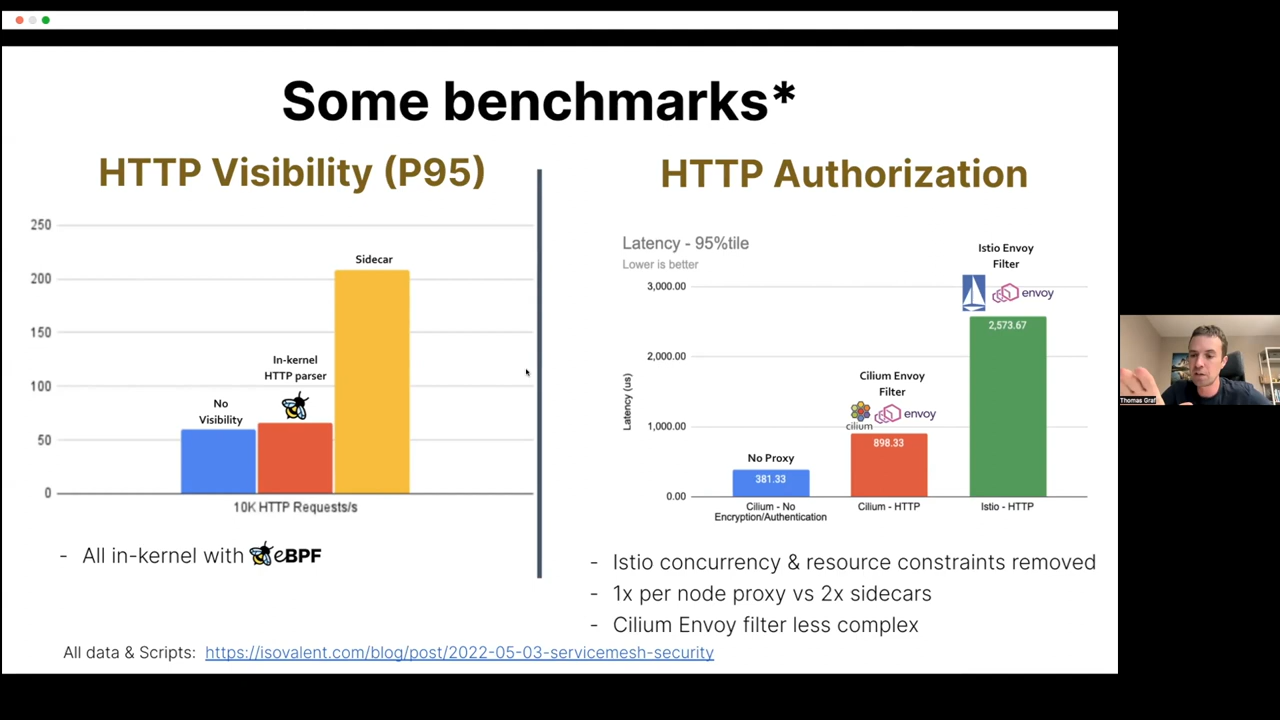 Some benchmarks*
HTTP Visibility (P95)
250
200
150
100
50
0
Sidecar
In-kernel
HTTP parser
No
Visibility
10K HTTP Requests/s
- All in-kernel with eBPF
HTTP Authorization
Latency - 95%tile
Lower is better
3,000.00
2,000.00
1,000.00
0.00
Latency (us)
Istio Envoy
Filter
envoy
2,573.67
Cilium Envoy
Filter
cilium
envoy
898.33
No Proxy
381.33
Cilium - No
Encryption/Authentication
Cilium - HTTP
Istio - HTTP
- Istio concurrency & resource constraints removed
- 1x per node proxy vs 2x sidecars
- Cilium Envoy filter less complex
All data & Scripts: https://isovalent.com/blog/post/2022-05-03-servicemesh-security
Thomas Graf